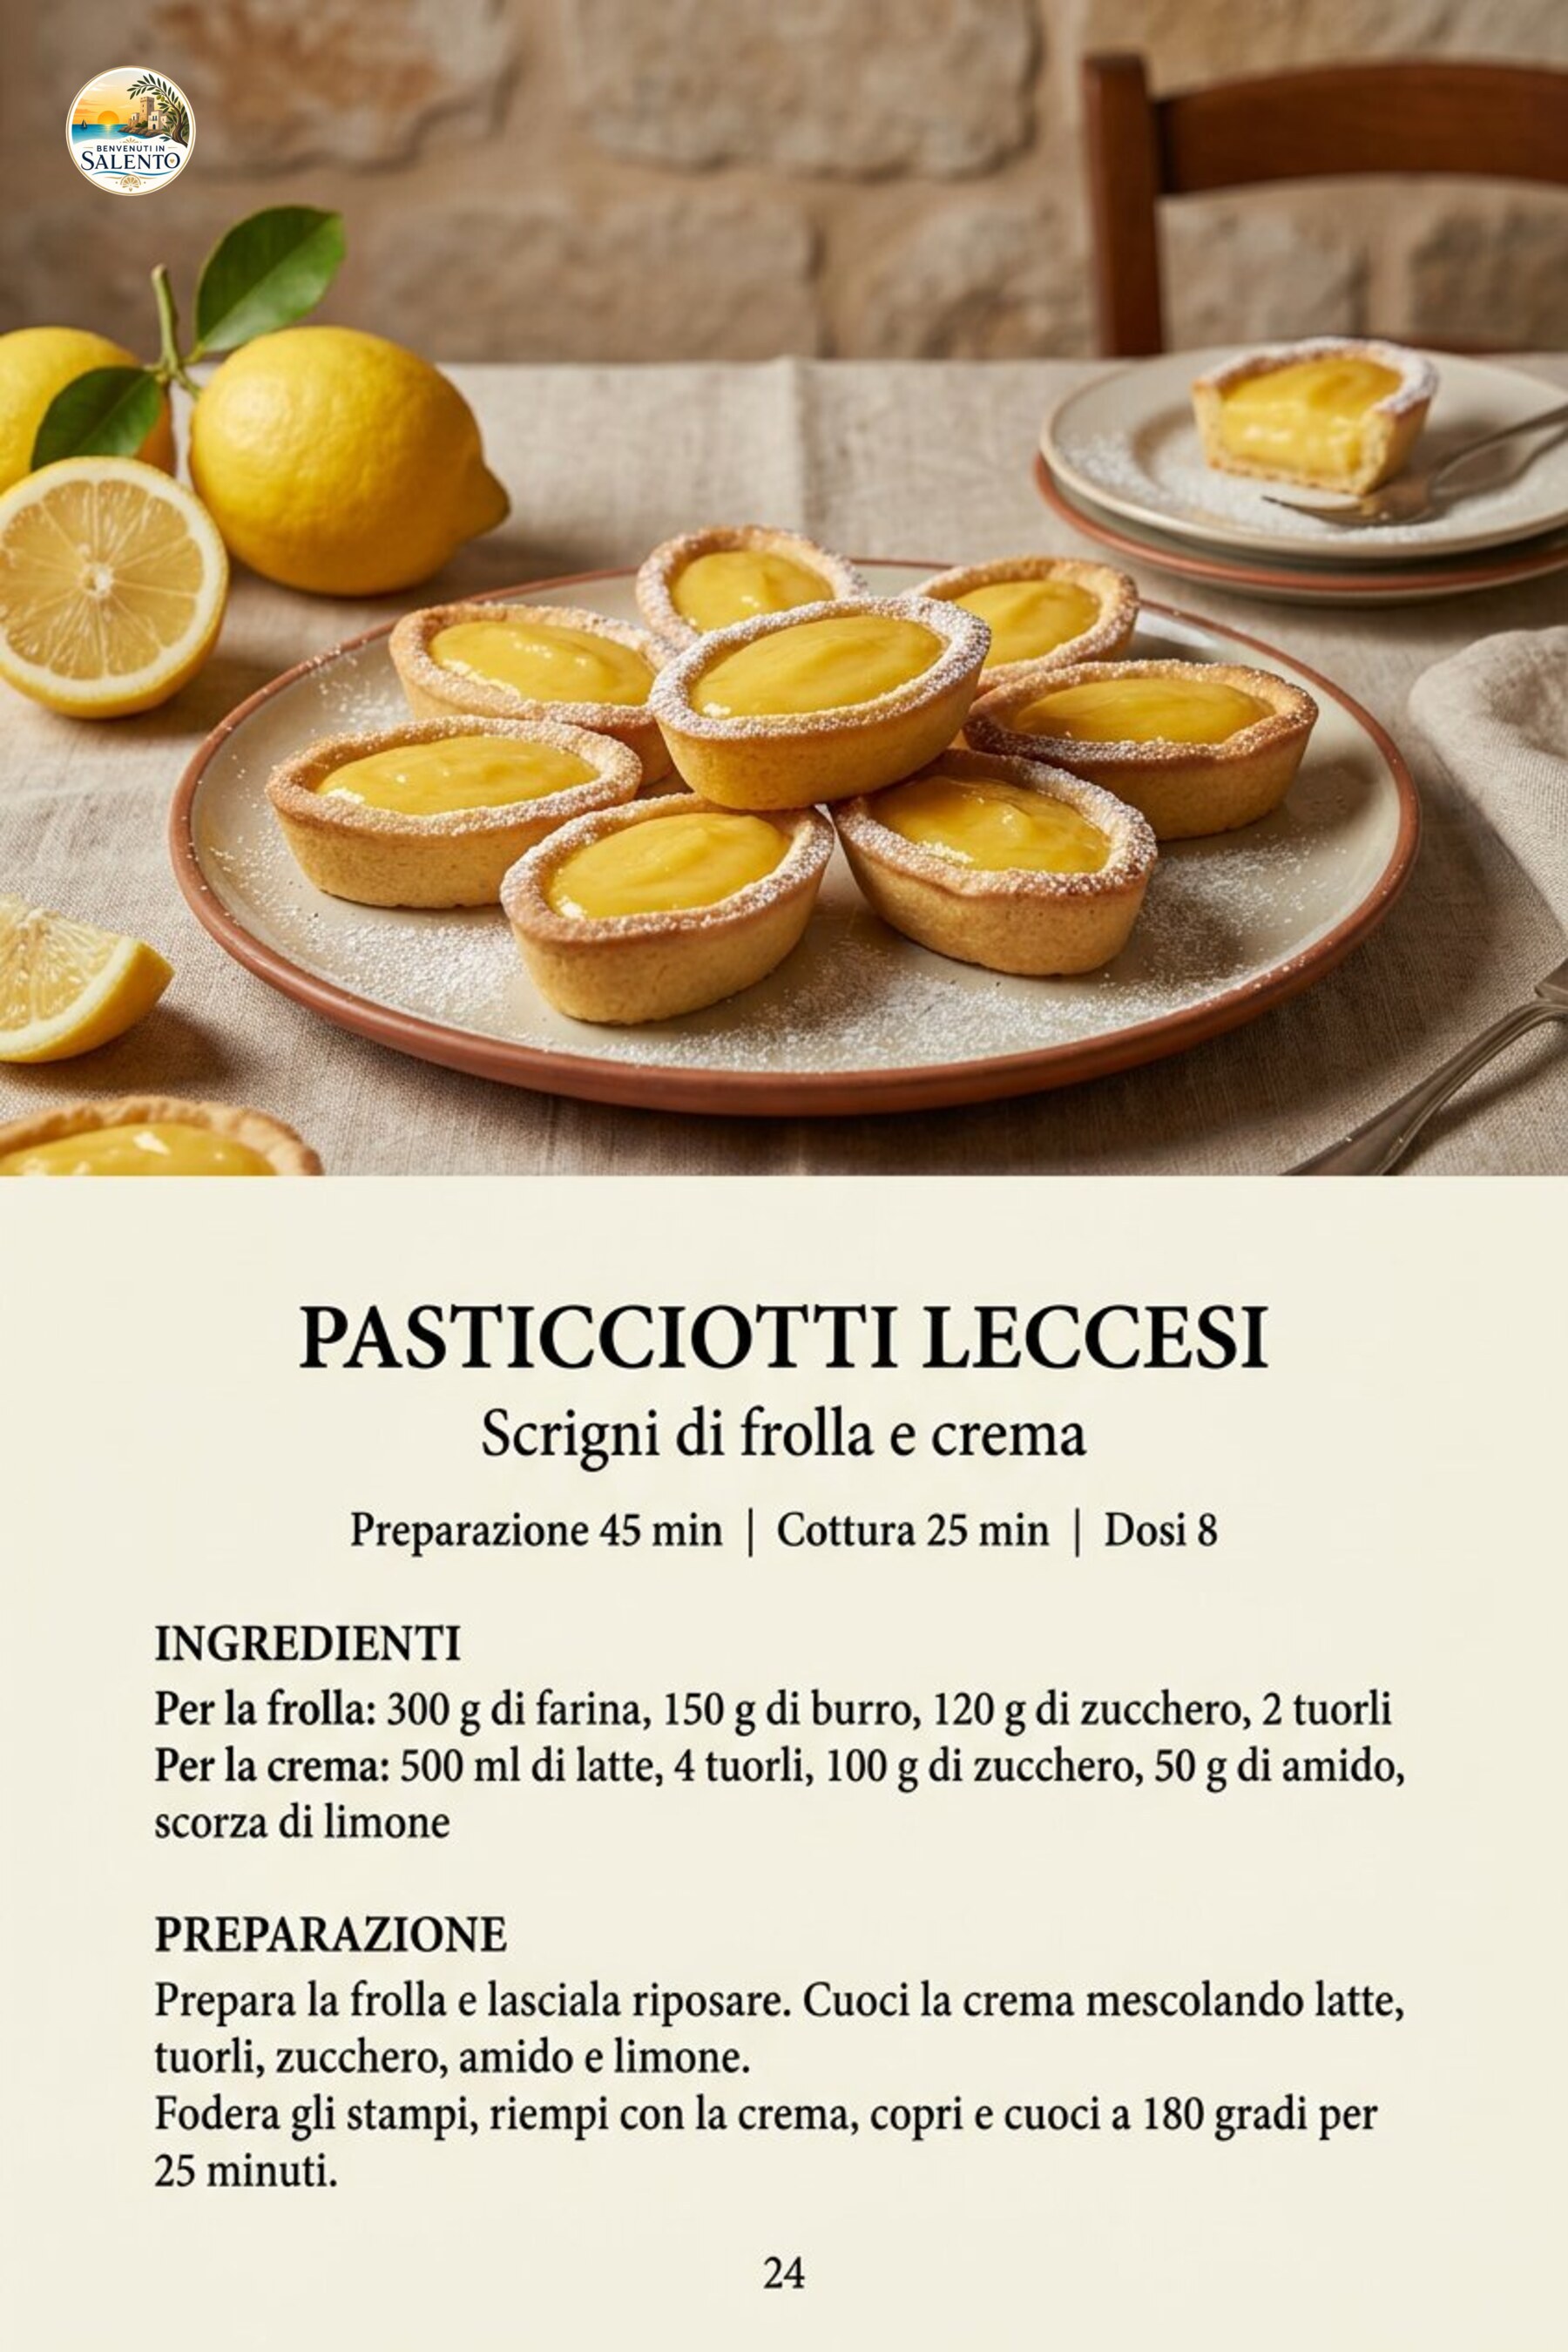 BENVENUTI IN
SALENTO
PASTICCIOTTI LECCESI
Scrigni di frolla e crema
Preparazione 45 min | Cottura 25 min | Dosi 8
INGREDIENTI
Per la frolla: 300 g di farina, 150 g di burro, 120 g di zucchero, 2 tuorli
Per la crema: 500 ml di latte, 4 tuorli, 100 g di zucchero, 50 g di amido,
scorza di limone
PREPARAZIONE
Prepara la frolla e lasciala riposare. Cuoci la crema mescolando latte,
tuorli, zucchero, amido e limone.
Fodera gli stampi, riempi con la crema, copri e cuoci a 180 gradi per
25 minuti.
24